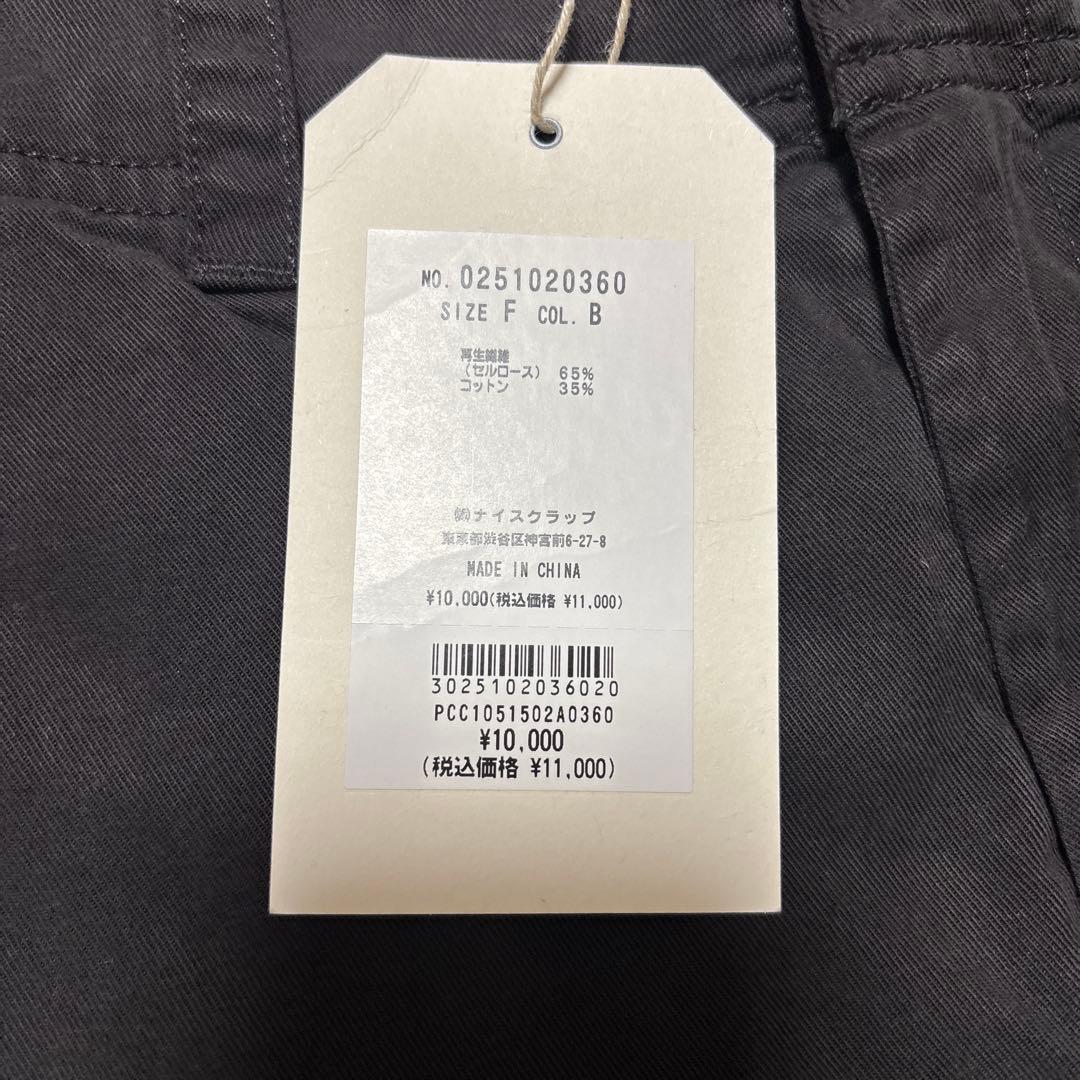 NO. 0251020360
SIZE F COL. B
再生繊維
(セルロース) 65%
コットン 35%
㈱ナイスクラップ
東京都渋谷区神宮前6-27-8
MADE IN CHINA
¥10,000(税込価格 ¥11,000)
3025102036020
PCC1051502A0360
¥10,000
(税込価格 ¥11,000)